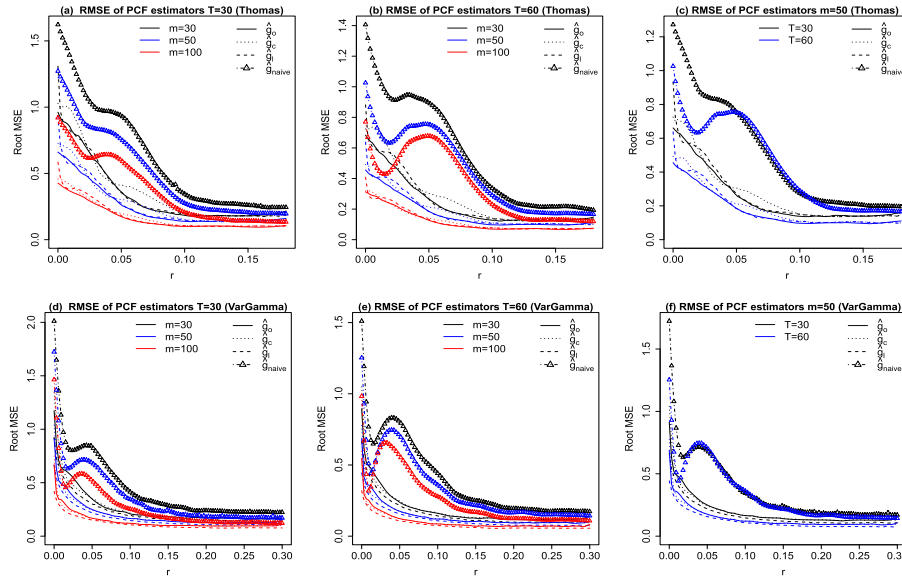 (a) RMSE of PCF estimators T=30 (Thomas)
Root MSE
0.0 0.5 1.0 1.5
m=30
m=50
m=100
ĝo
ĝc
ĝl
ĝnaive
0.00 0.05 0.10 0.15
r
(b) RMSE of PCF estimators T=60 (Thomas)
Root MSE
0.0 0.2 0.4 0.6 0.8 1.0 1.2 1.4
m=30
m=50
m=100
ĝo
ĝc
ĝl
ĝnaive
0.00 0.05 0.10 0.15
r
(c) RMSE of PCF estimators m=50 (Thomas)
Root MSE
0.0 0.2 0.4 0.6 0.8 1.0 1.2
T=30
T=60
ĝo
ĝc
ĝl
ĝnaive
0.00 0.05 0.10 0.15
r
(d) RMSE of PCF estimators T=30 (VarGamma)
Root MSE
0.0 0.5 1.0 1.5 2.0
m=30
m=50
m=100
ĝo
ĝc
ĝl
ĝnaive
0.00 0.05 0.10 0.15 0.20 0.25 0.30
r
(e) RMSE of PCF estimators T=60 (VarGamma)
Root MSE
0.0 0.5 1.0 1.5
m=30
m=50
m=100
ĝo
ĝc
ĝl
ĝnaive
0.00 0.05 0.10 0.15 0.20 0.25 0.30
r
(f) RMSE of PCF estimators m=50 (VarGamma)
Root MSE
0.0 0.5 1.0 1.5
T=30
T=60
ĝo
ĝc
ĝl
ĝnaive
0.00 0.05 0.10 0.15 0.20 0.25 0.30
r